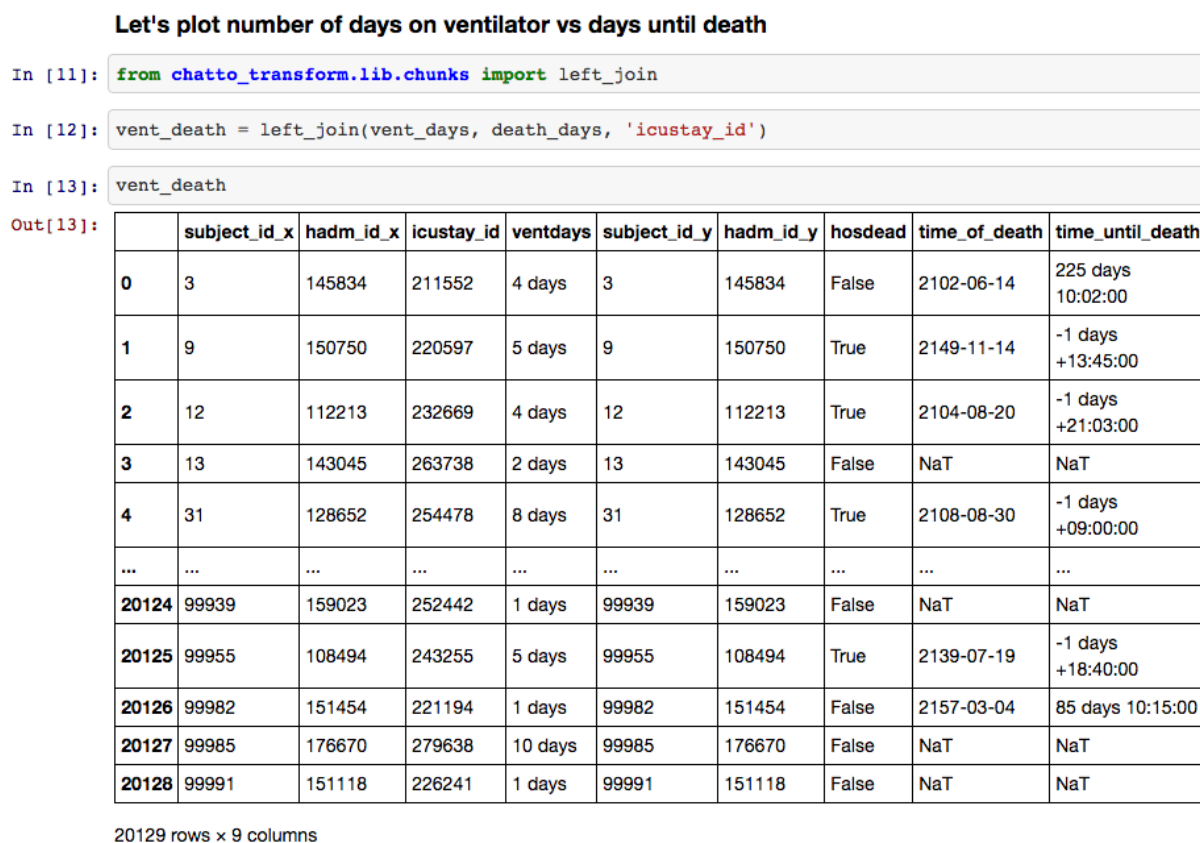 Let's plot number of days on ventilator vs days until death
In [11]: from chatto_transform.lib.chunks import left_join
In [12]: vent_death = left_join(vent_days, death_days, 'icustay_id')
In [13]: vent_death
Out[13]:
subject_id_x hadm_id_x icustay_id ventdays subject_id_y hadm_id_y hosdead time_of_death time_until_death
0 3 145834 211552 4 days 3 145834 False 2102-06-14 225 days
10:02:00
1 9 150750 220597 5 days 9 150750 True 2149-11-14 -1 days
+13:45:00
2 12 112213 232669 4 days 12 112213 True 2104-08-20 -1 days
+21:03:00
3 13 143045 263738 2 days 13 143045 False NaT NaT
4 31 128652 254478 8 days 31 128652 True 2108-08-30 -1 days
+09:00:00
... ... ... ... ... ... ... ... ... ...
20124 99939 159023 252442 1 days 99939 159023 False NaT NaT
20125 99955 108494 243255 5 days 99955 108494 True 2139-07-19 -1 days
+18:40:00
20126 99982 151454 221194 1 days 99982 151454 False 2157-03-04 85 days 10:15:00
20127 99985 176670 279638 10 days 99985 176670 False NaT NaT
20128 99991 151118 226241 1 days 99991 151118 False NaT NaT
20129 rows × 9 columns